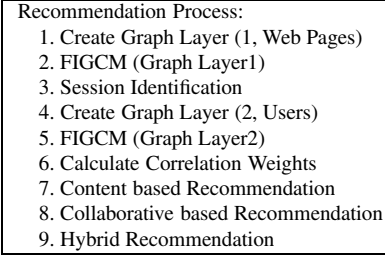 Recommendation Process:
1. Create Graph Layer (1, Web Pages)
2. FIGCM (Graph Layer1)
3. Session Identification
4. Create Graph Layer (2, Users)
5. FIGCM (Graph Layer2)
6. Calculate Correlation Weights
7. Content based Recommendation
8. Collaborative based Recommendation
9. Hybrid Recommendation